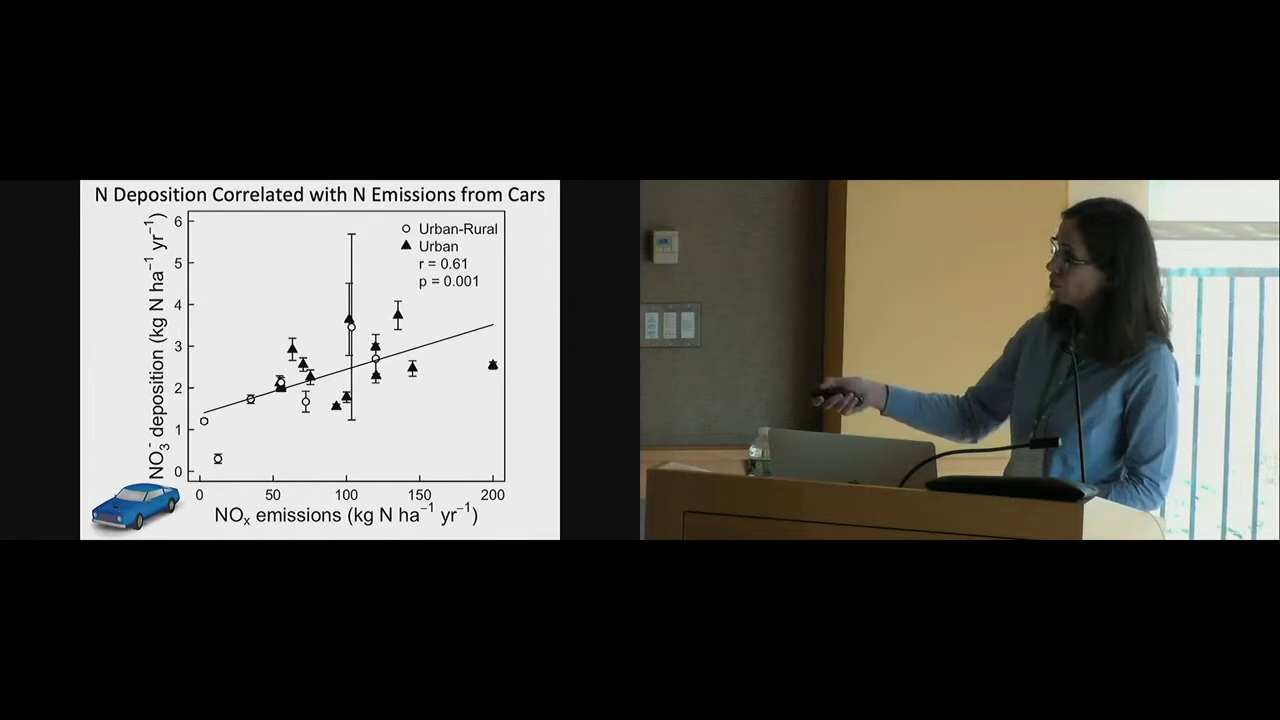 N Deposition Correlated with N Emissions from Cars
NO₃⁻ deposition (kg N ha⁻¹ yr⁻¹)
6
5
4
3
2
1
0
Urban-Rural
Urban
r = 0.61
p = 0.001
0 50 100 150 200
NOₓ emissions (kg N ha⁻¹ yr⁻¹)